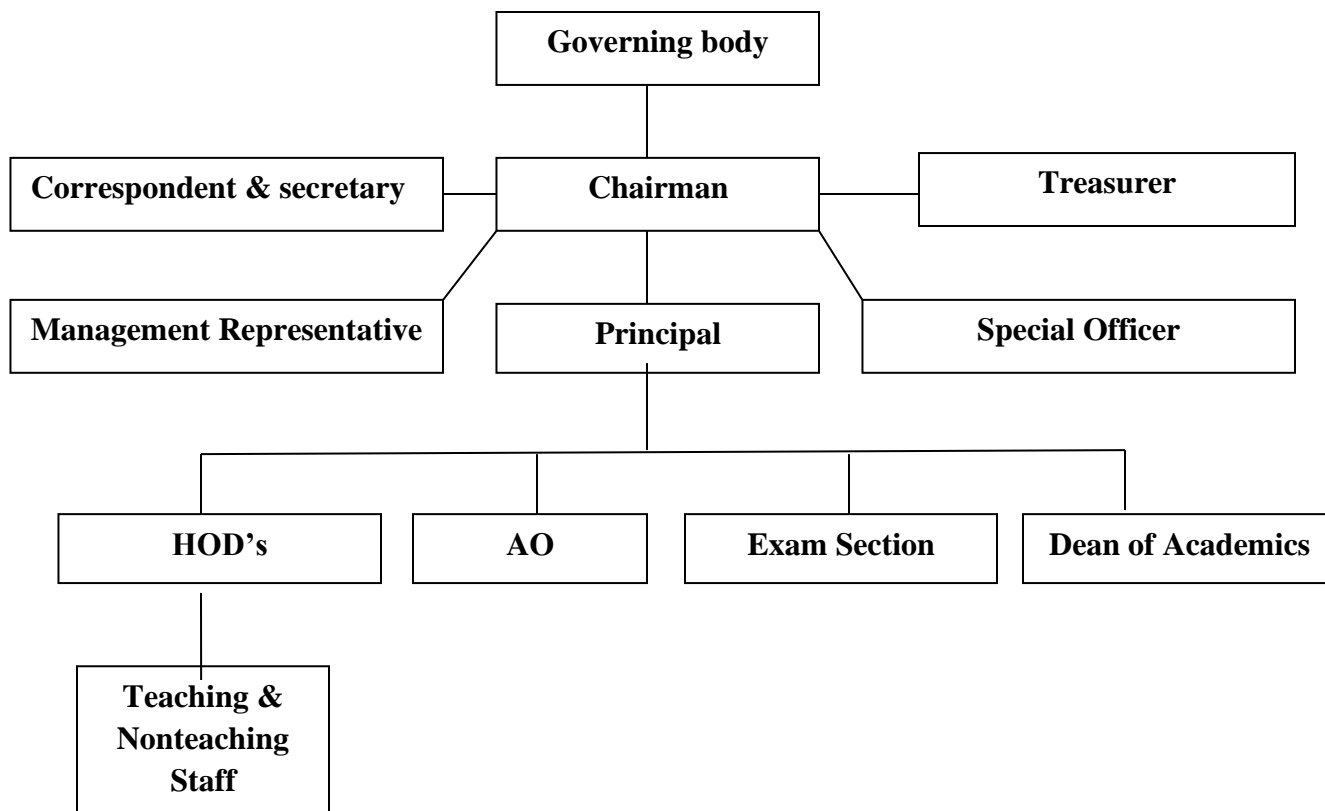 Governing body
Correspondent & secretary
Chairman
Treasurer
Management Representative
Principal
Special Officer
HOD’s
AO
Exam Section
Dean of Academics
Teaching &
Nonteaching
Staff